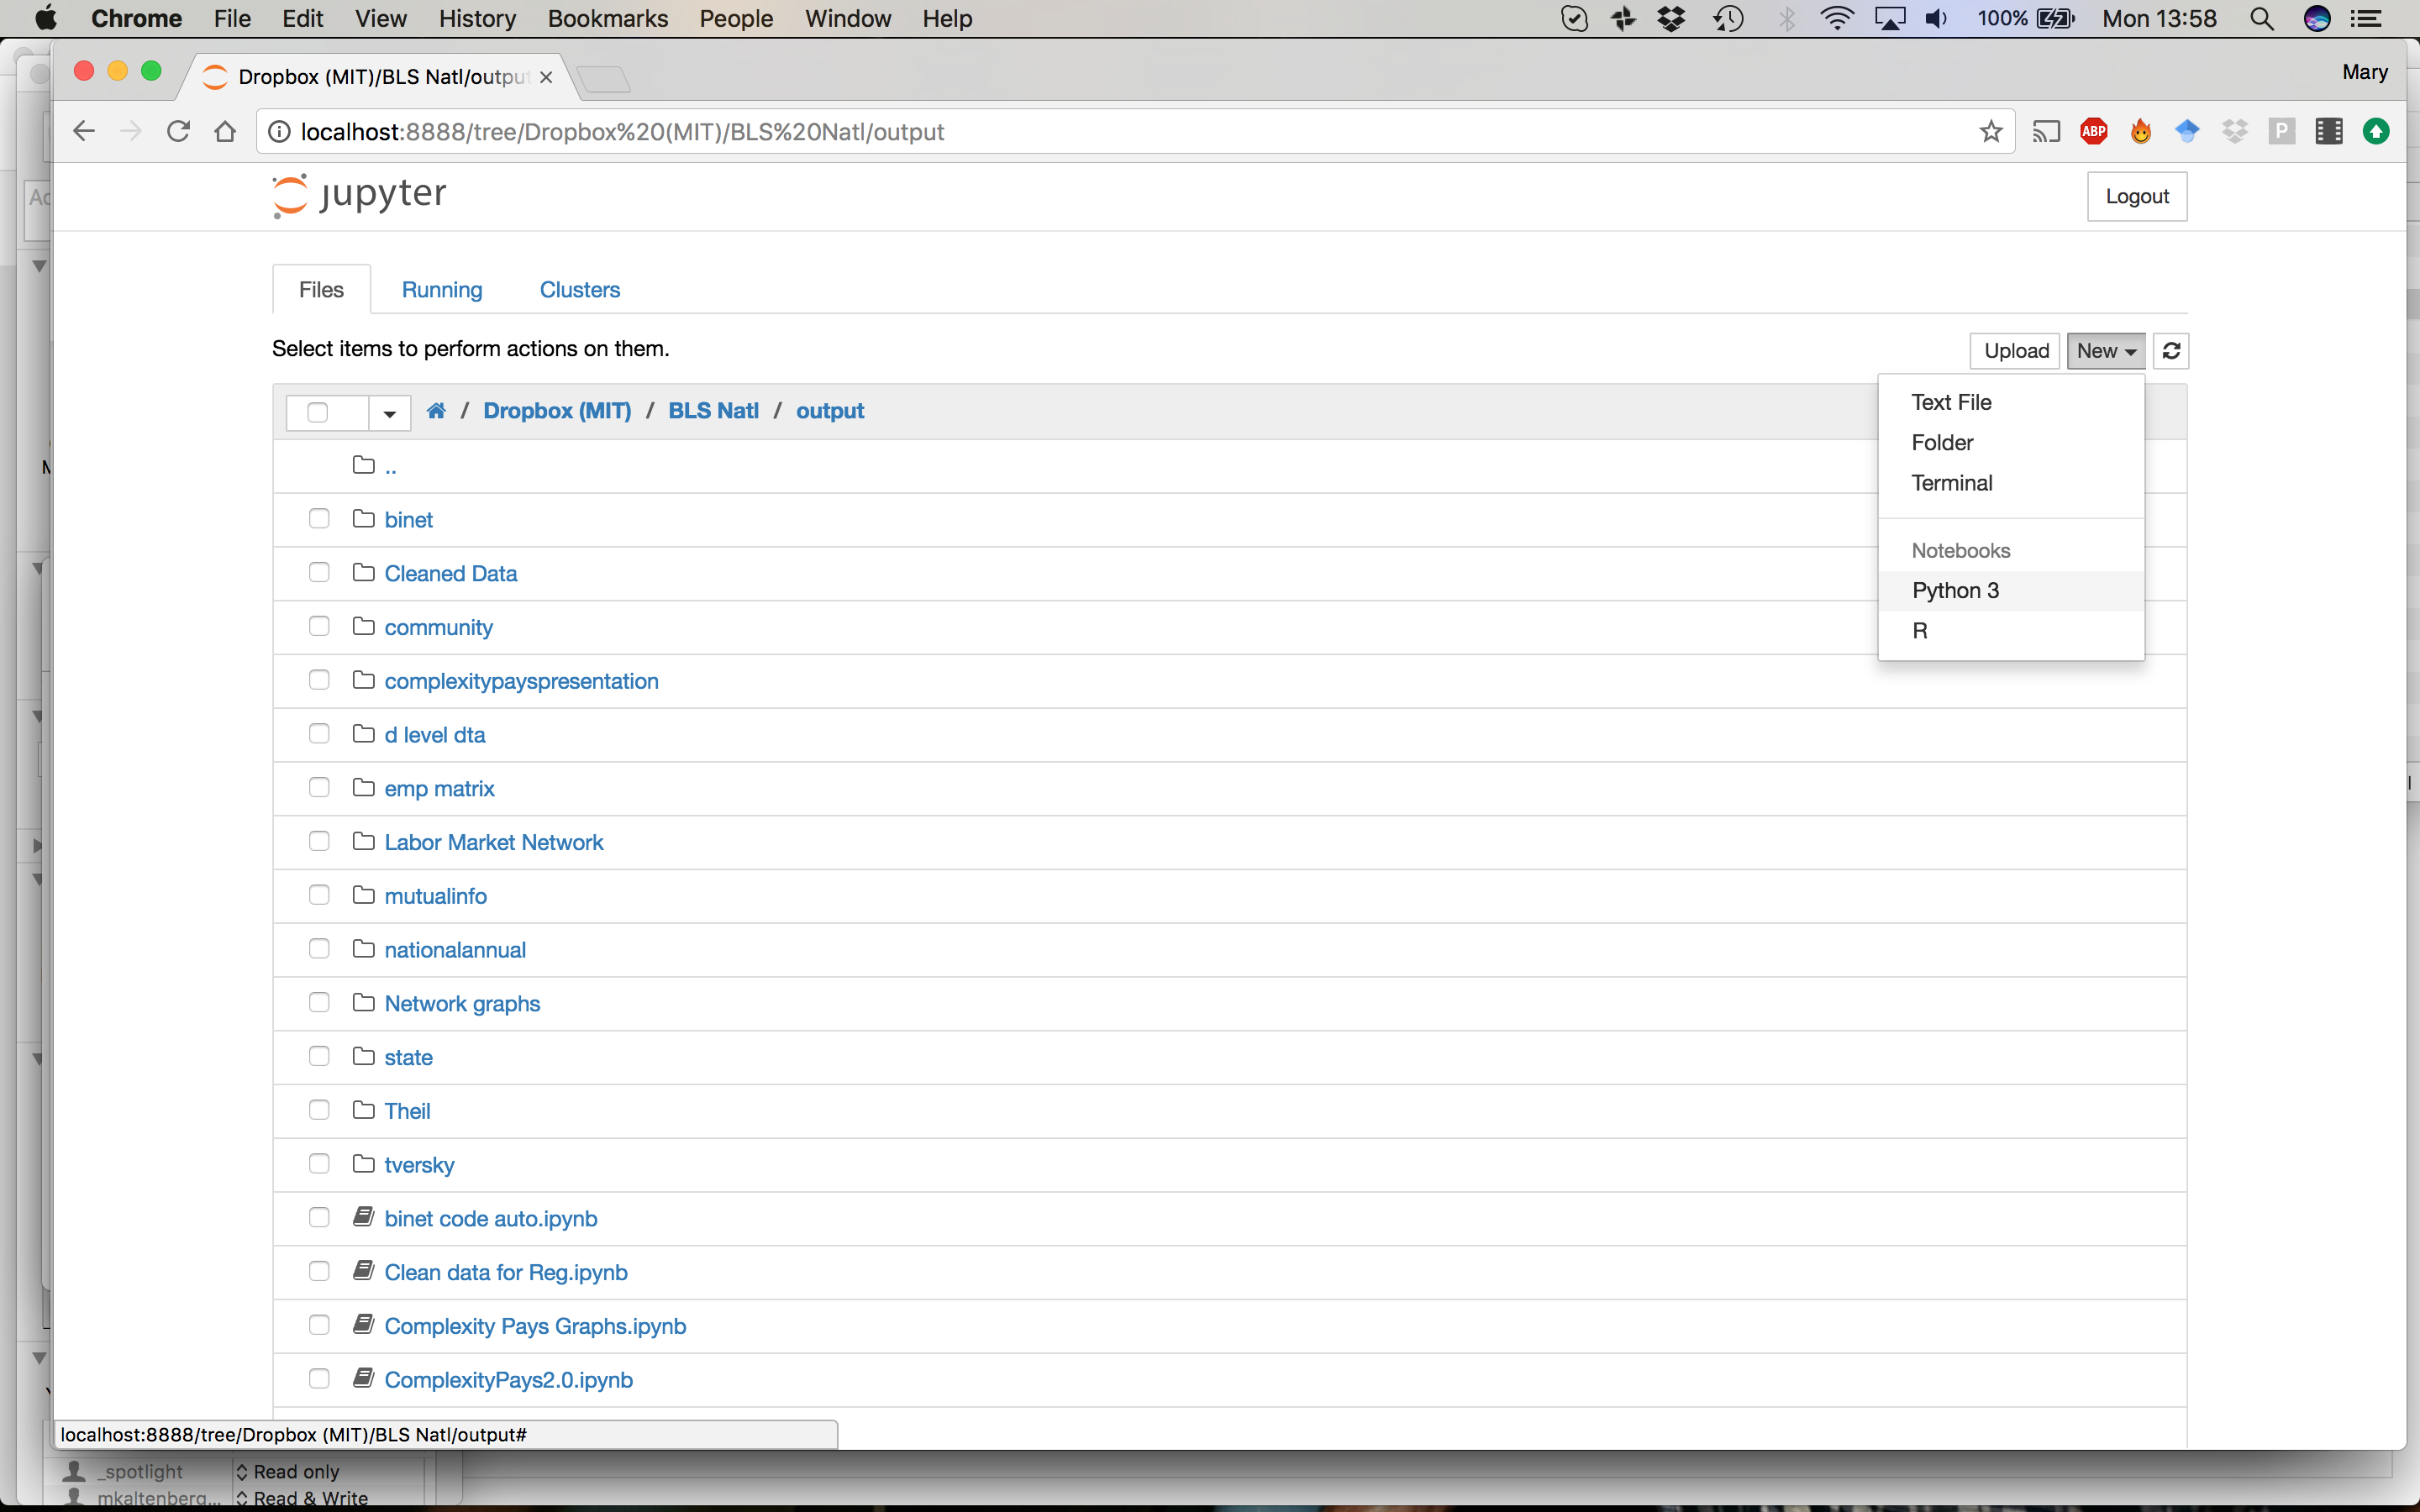 Chrome File Edit View History Bookmarks People Window Help 100% Mon 13:58
Dropbox (MIT)/BLS Natl/outpu Mary
localhost:8888/tree/Dropbox%20(MIT)/BLS%20Natl/output ABP P
jupyter Logout
Files Running Clusters
Select items to perform actions on them. Upload New
/ Dropbox (MIT) / BLS Natl / output
Text File
Folder
Terminal
Notebooks
Python 3
R
..
binet
Cleaned Data
community
complexitypayspresentation
d level dta
emp matrix
Labor Market Network
mutualinfo
nationalannual
Network graphs
state
Theil
tversky
binet code auto.ipynb
Clean data for Reg.ipynb
Complexity Pays Graphs.ipynb
ComplexityPays2.0.ipynb
localhost:8888/tree/Dropbox (MIT)/BLS Natl/output#
_spotlight Read only
mkaltenberg... Read & Write